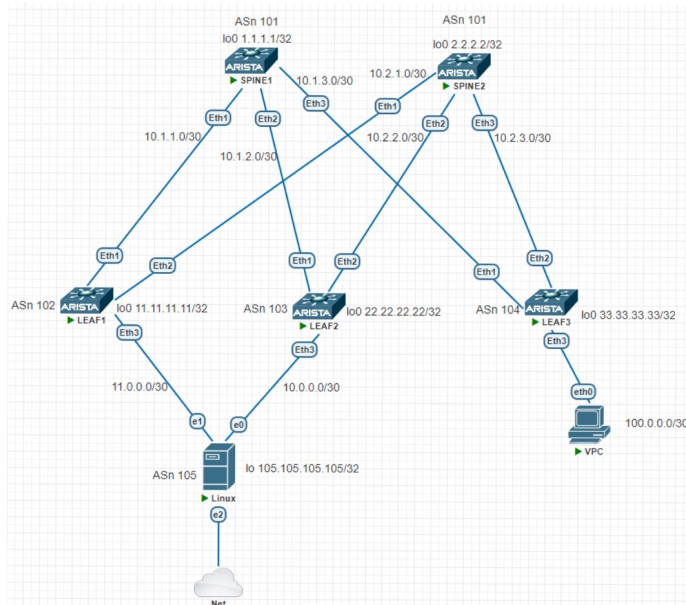 ASn 101
lo0 1.1.1.1/32
ARISTA
SPINE1
ASn 101
lo0 2.2.2.2/32
ARISTA
SPINE2
10.1.3.0/30
10.2.1.0/30
Eth1
Eth2
Eth3
Eth1
Eth2
Eth3
10.1.1.0/30
10.1.2.0/30
10.2.2.0/30
10.2.3.0/30
Eth1
Eth2
Eth1
Eth2
Eth1
Eth2
ASn 102
ARISTA
LEAF1
lo0 11.11.11.11/32
ASn 103
ARISTA
LEAF2
lo0 22.22.22.22/32
ASn 104
ARISTA
LEAF3
lo0 33.33.33.33/32
Eth3
Eth3
Eth3
11.0.0.0/30
10.0.0.0/30
eth0
100.0.0.0/30
VPC
e1
e0
ASn 105
lo 105.105.105.105/32
Linux
e2
Net